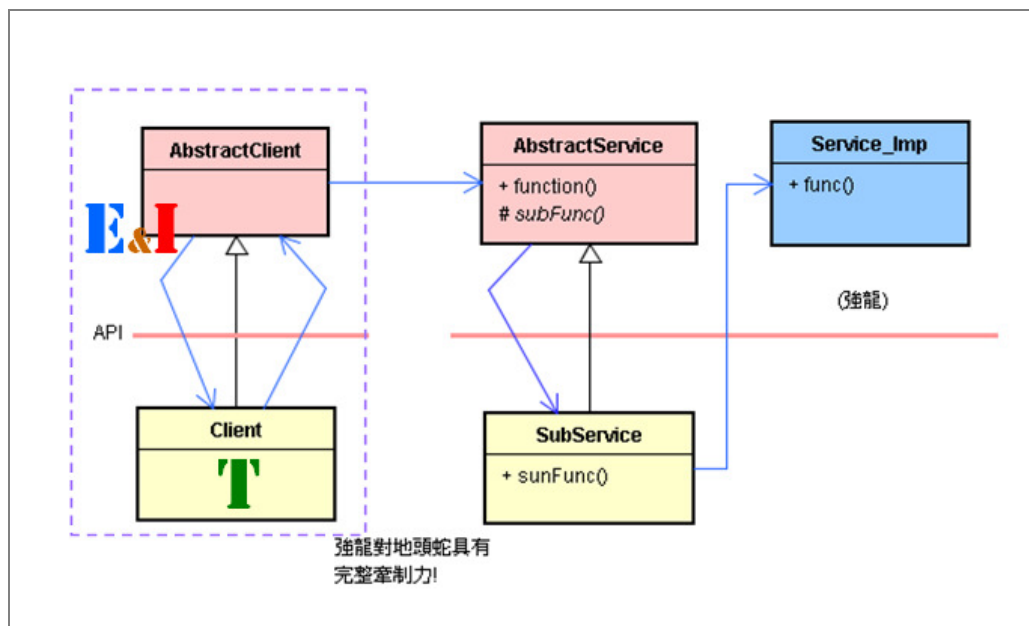 AbstractClient
E&I
API
Client
T
AbstractService
+ function()
# subFunc()
SubService
+ sunFunc()
Service_Imp
+ func()
(強龍)
強龍對地頭蛇具有
完整牽制力!